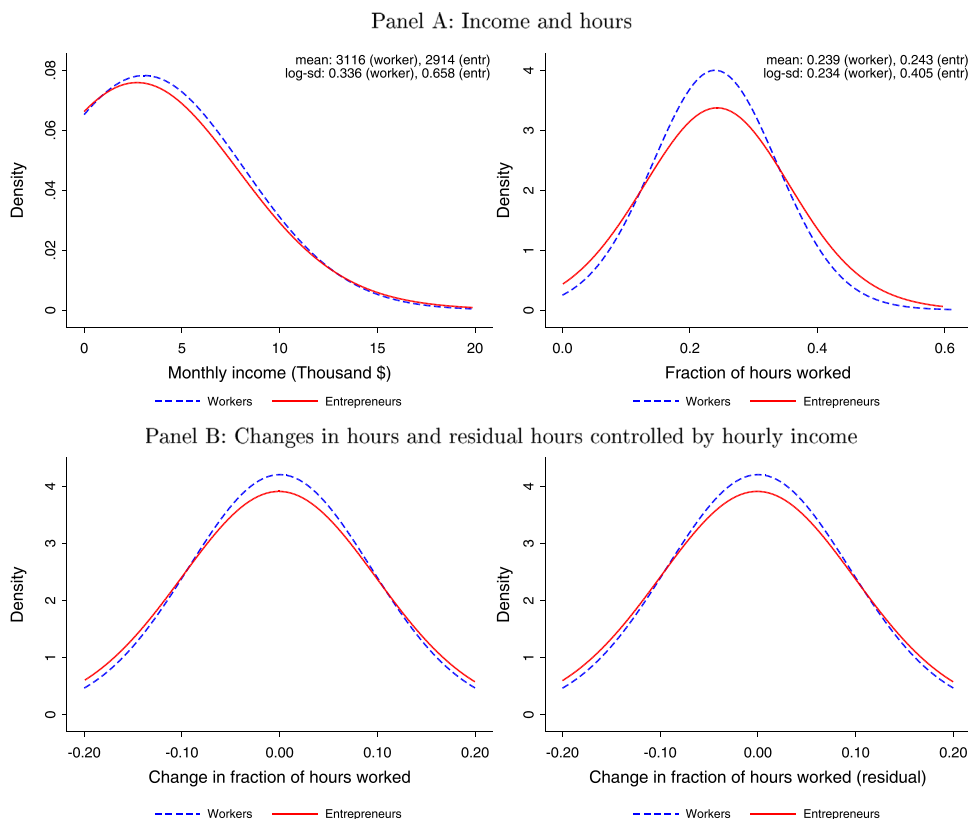 Panel A: Income and hours
mean: 3116 (worker), 2914 (entr)
log-sd: 0.336 (worker), 0.658 (entr)
Density
0
.02
.04
.06
.08
0 5 10 15 20
Monthly income (Thousand $)
Workers Entrepreneurs
mean: 0.239 (worker), 0.243 (entr)
log-sd: 0.234 (worker), 0.405 (entr)
Density
0
1
2
3
4
0.0 0.2 0.4 0.6
Fraction of hours worked
Workers Entrepreneurs
Panel B: Changes in hours and residual hours controlled by hourly income
Density
0
1
2
3
4
-0.20 -0.10 0.00 0.10 0.20
Change in fraction of hours worked
Workers Entrepreneurs
Density
0
1
2
3
4
-0.20 -0.10 0.00 0.10 0.20
Change in fraction of hours worked (residual)
Workers Entrepreneurs